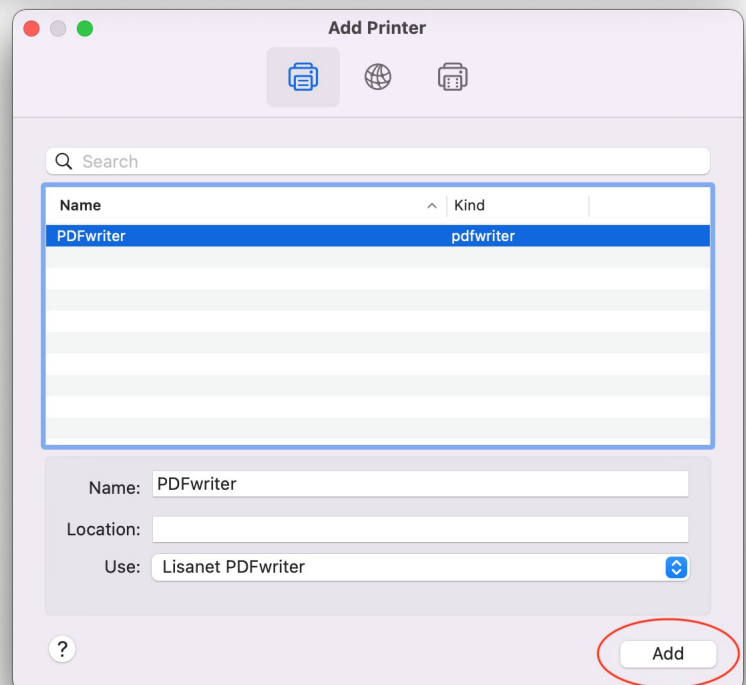 Add Printer
Search
Name Kind
PDFwriter pdfwriter
Name: PDFwriter
Location:
Use: Lisanet PDFwriter
? Add